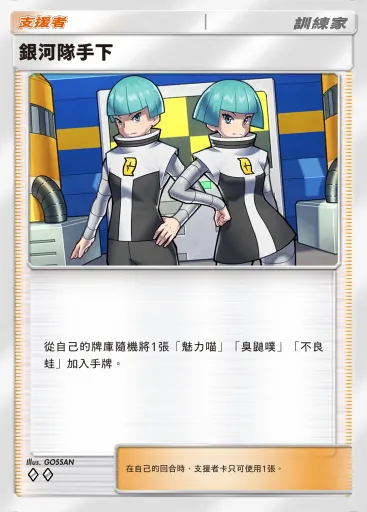 支援者
訓練家
銀河隊手下
從自己的牌庫隨機將1張「魅力喵」「臭鼬噗」「不良
蛙」加入手牌。
Illus. GOSSAN
在自己的回合時，支援者卡只可使用1張。